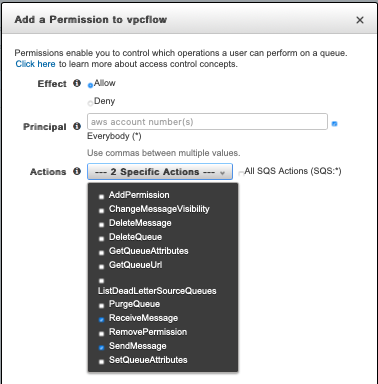 Add a Permission to vpcflow
Permissions enable you to control which operations a user can perform on a queue.
Click here to learn more about access control concepts.
Effect Allow
Deny
Principal aws account number(s)
Everybody (*)
Use commas between multiple values.
Actions --- 2 Specific Actions --- All SQS Actions (SQS:*)
AddPermission
ChangeMessageVisibility
DeleteMessage
DeleteQueue
GetQueueAttributes
GetQueueUrl
ListDeadLetterSourceQueues
PurgeQueue
ReceiveMessage
RemovePermission
SendMessage
SetQueueAttributes